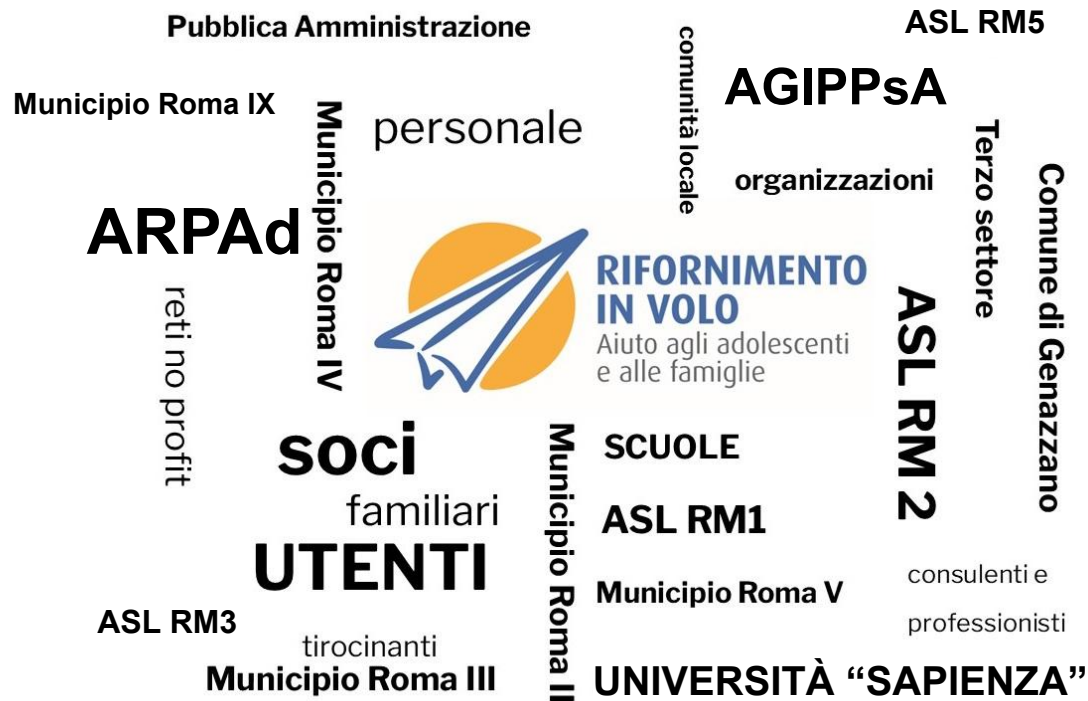 Pubblica Amministrazione
ASL RM5
comunità locale
AGIPPsA
Municipio Roma IX
Municipio Roma IV
personale
Terzo settore
Comune di Genazzano
organizzazioni
ARPAd
RIFORNIMENTO
IN VOLO
Aiuto agli adolescenti
e alle famiglie
reti no profit
ASL RM 2
soci
Municipio Roma II
SCUOLE
familiari
ASL RM1
UTENTI
Municipio Roma V
consulenti e
professionisti
ASL RM3
tirocinanti
Municipio Roma III
UNIVERSITÀ “SAPIENZA”